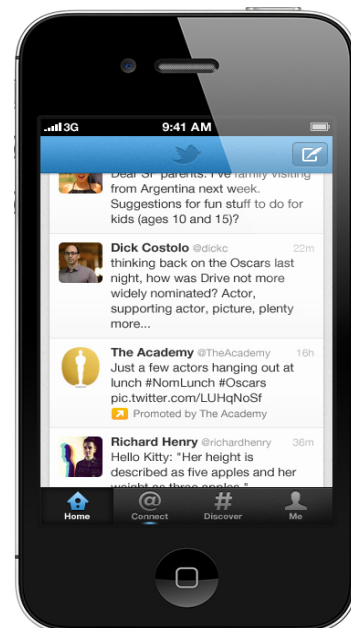 3G 9:41 AM
Dear SF parents: I've family visiting
from Argentina next week.
Suggestions for fun stuff to do for
kids (ages 10 and 15)?
Dick Costolo @dickc 22m
thinking back on the Oscars last
night, how was Drive not more
widely nominated? Actor,
supporting actor, picture, plenty
more...
The Academy @TheAcademy 16h
Just a few actors hanging out at
lunch #NomLunch #Oscars
pic.twitter.com/LUHqNoSf
Promoted by The Academy
Richard Henry @richardhenry 36m
Hello Kitty: "Her height is
described as five apples and her
weight as three apples."
Home Connect Discover Me